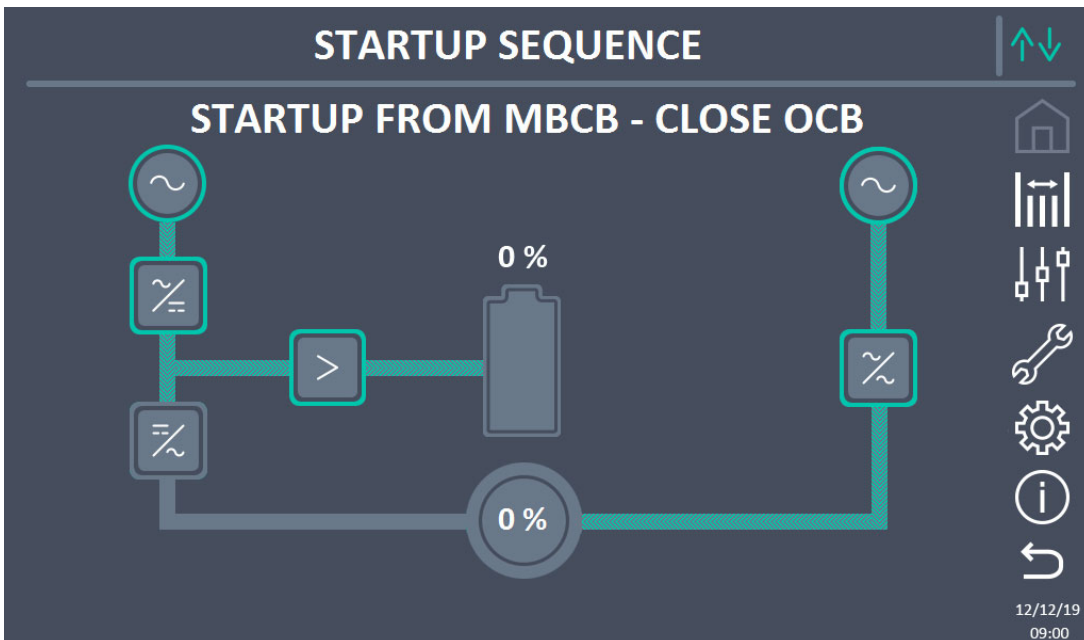 STARTUP SEQUENCE
STARTUP FROM MBCB - CLOSE OCB
0 %
0 %
12/12/19
09:00